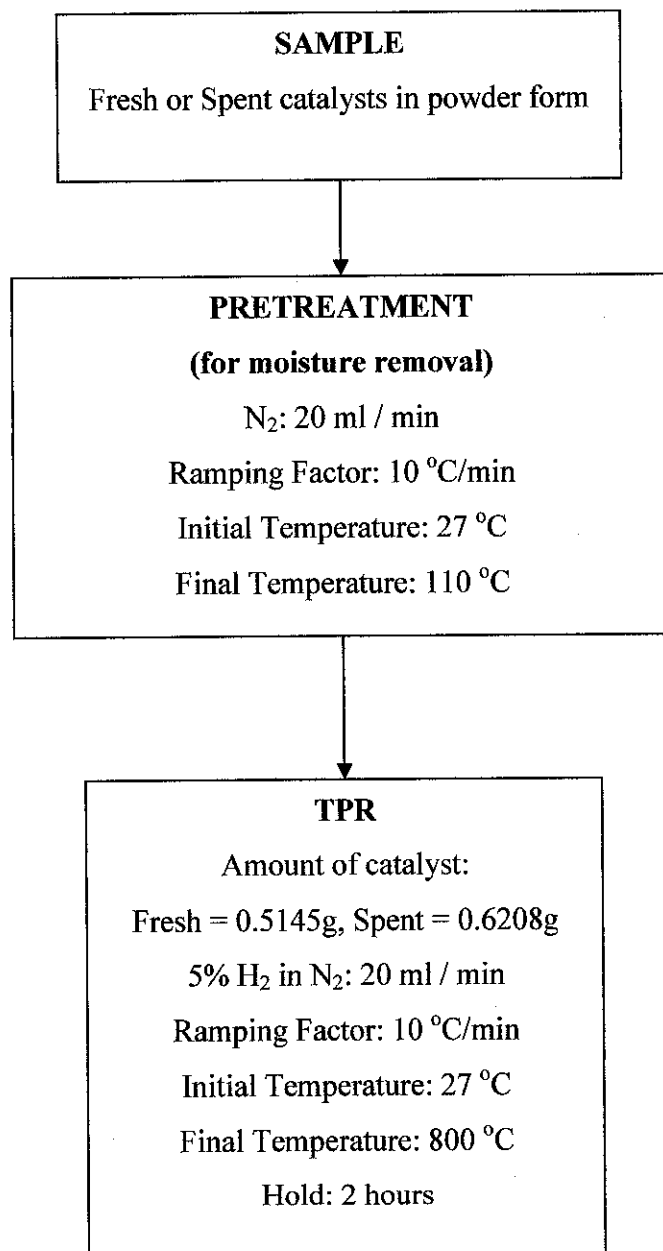 SAMPLE
Fresh or Spent catalysts in powder form
PRETREATMENT
(for moisture removal)
N₂: 20 ml / min
Ramping Factor: 10 °C/min
Initial Temperature: 27 °C
Final Temperature: 110 °C
TPR
Amount of catalyst:
Fresh = 0.5145g, Spent = 0.6208g
5% H₂ in N₂: 20 ml / min
Ramping Factor: 10 °C/min
Initial Temperature: 27 °C
Final Temperature: 800 °C
Hold: 2 hours